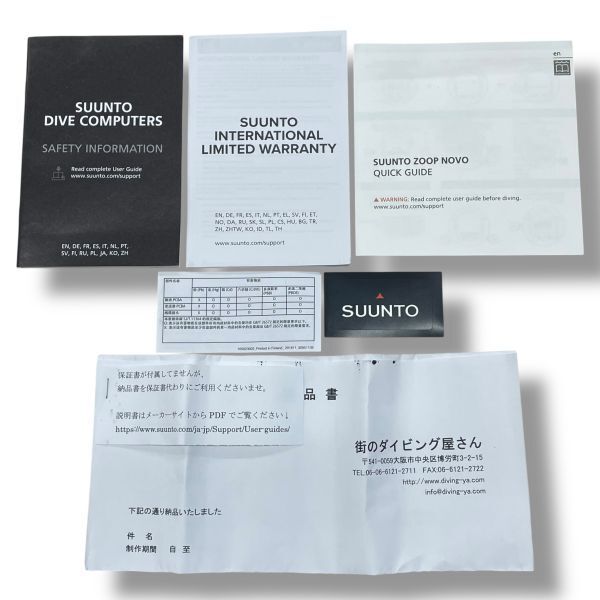 SUUNTO
DIVE COMPUTERS
SAFETY INFORMATION
Read complete User Guide
www.suunto.com/support
EN, DE, FR, ES, IT, NL, PT,
SV, FI, RU, PL, JA, KO, ZH
SUUNTO
INTERNATIONAL
LIMITED WARRANTY
EN, DE, FR, ES, IT, NL, PT, EL, SV, FI, ET,
NO, DA, RU, SK, SL, PL, CS, HU, BG, TR,
ZH, ZHTW, KO, ID, TL, TH
www.suunto.com/support
en
SUUNTO ZOOP NOVO
QUICK GUIDE
WARNING: Read complete user guide before diving.
www.suunto.com/support
SUUNTO
保証書が付属してませんが、
納品書を保証書代わりにご利用くださいませ。
説明書はメーカーサイトから PDF でご覧ください↓
https://www.suunto.com/ja-jp/Support/User-guides/
品 書
街のダイビング屋さん
〒541-0059大阪市中央区博労町3-2-15
TEL:06-6121-2711 FAX:06-6121-2722
http://www.diving-ya.com
info@diving-ya.com
下記の通り納品いたしました
件 名
制作期間 自 至